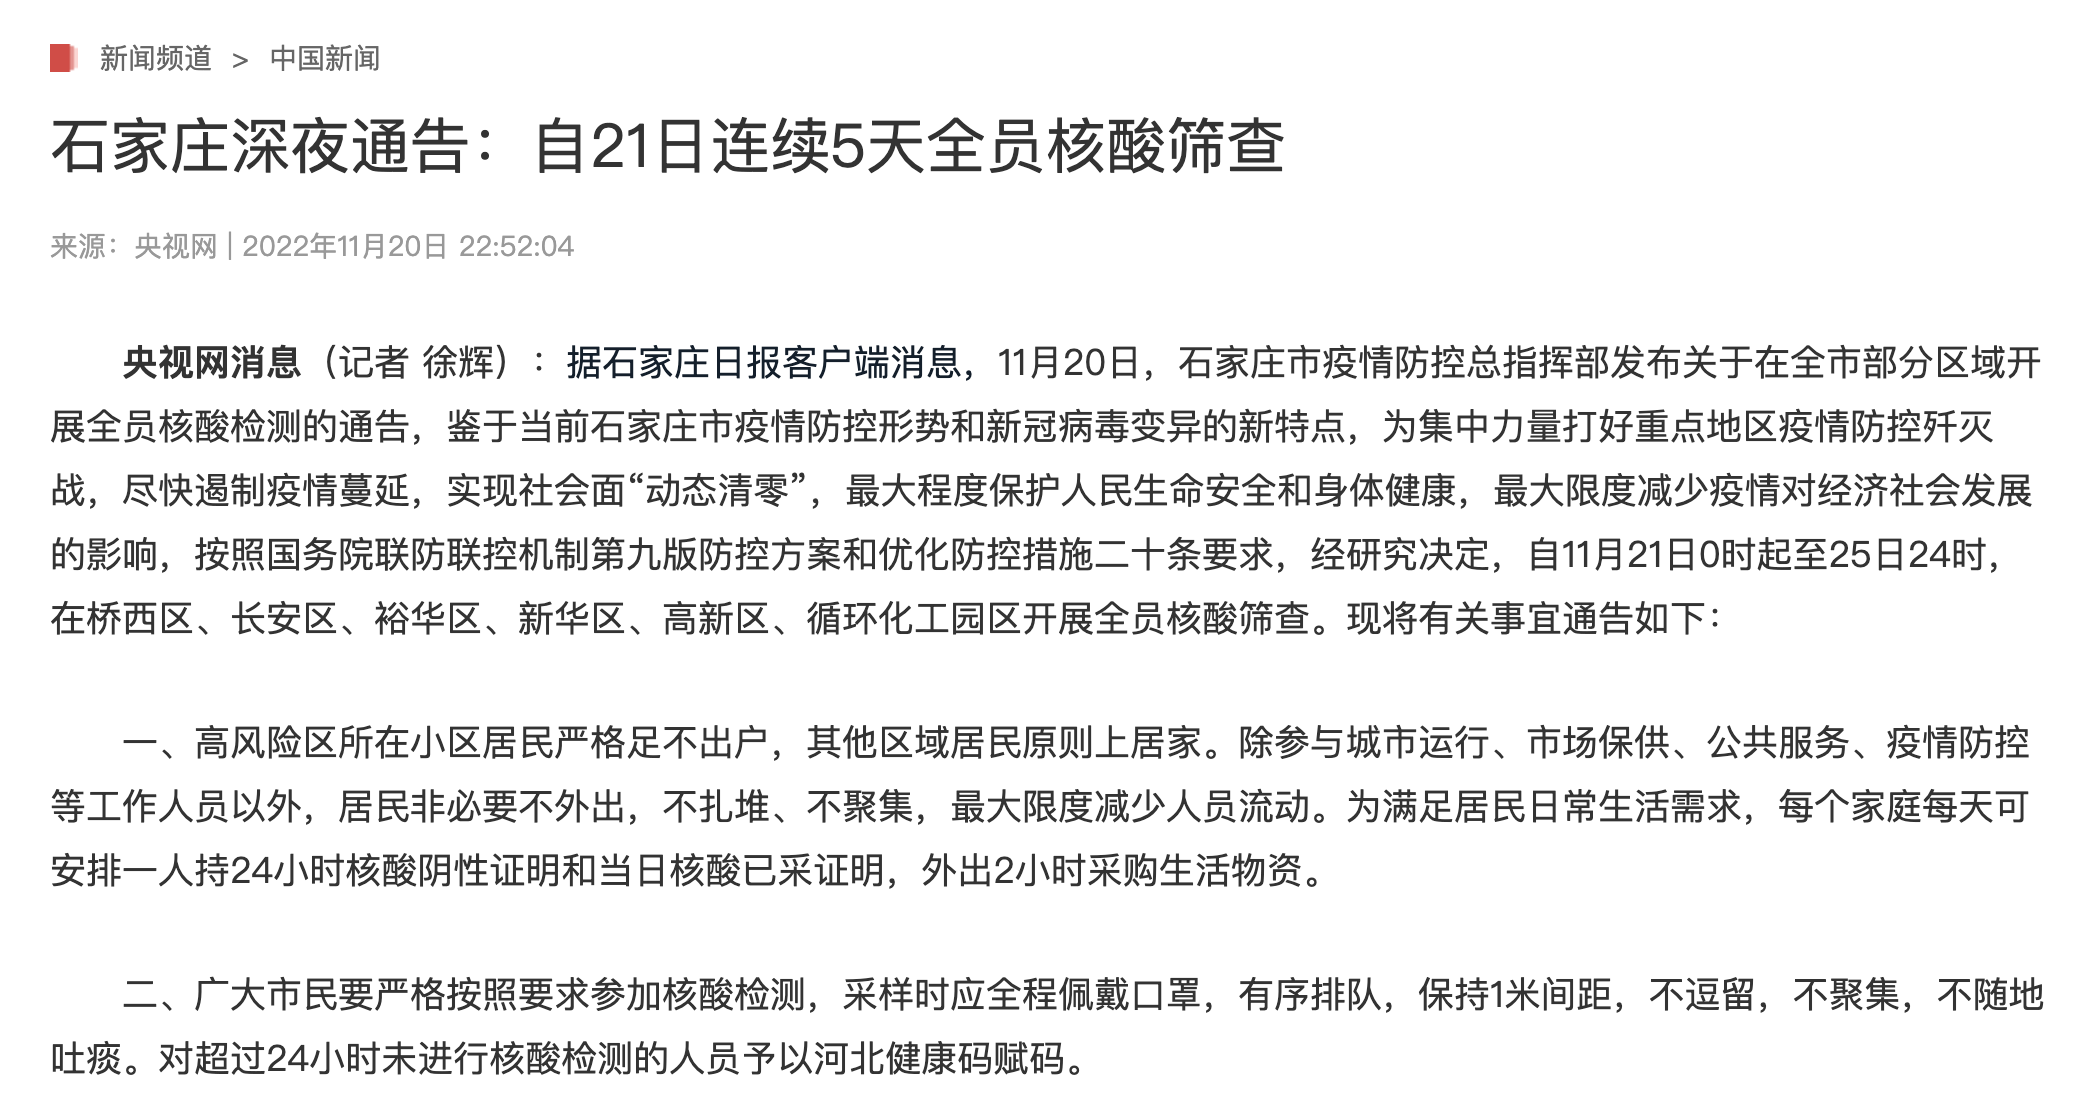 新闻频道 > 中国新闻
石家庄深夜通告：自21日连续5天全员核酸筛查
来源：央视网 | 2022年11月20日 22:52:04
央视网消息（记者 徐辉）：据石家庄日报客户端消息，11月20日，石家庄市疫情防控总指挥部发布关于在全市部分区域开
展全员核酸检测的通告，鉴于当前石家庄市疫情防控形势和新冠病毒变异的新特点，为集中力量打好重点地区疫情防控歼灭
战，尽快遏制疫情蔓延，实现社会面“动态清零”，最大程度保护人民生命安全和身体健康，最大限度减少疫情对经济社会发展
的影响，按照国务院联防联控机制第九版防控方案和优化防控措施二十条要求，经研究决定，自11月21日0时起至25日24时，
在桥西区、长安区、裕华区、新华区、高新区、循环化工园区开展全员核酸筛查。现将有关事宜通告如下：
一、高风险区所在小区居民严格足不出户，其他区域居民原则上居家。除参与城市运行、市场保供、公共服务、疫情防控
等工作人员以外，居民非必要不外出，不扎堆、不聚集，最大限度减少人员流动。为满足居民日常生活需求，每个家庭每天可
安排一人持24小时核酸阴性证明和当日核酸已采证明，外出2小时采购生活物资。
二、广大市民要严格按照要求参加核酸检测，采样时应全程佩戴口罩，有序排队，保持1米间距，不逗留，不聚集，不随地
吐痰。对超过24小时未进行核酸检测的人员予以河北健康码赋码。